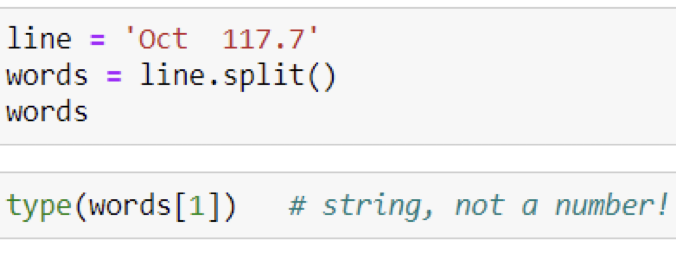 line = 'Oct  117.7'
words = line.split()
words
type(words[1])   # string, not a number!